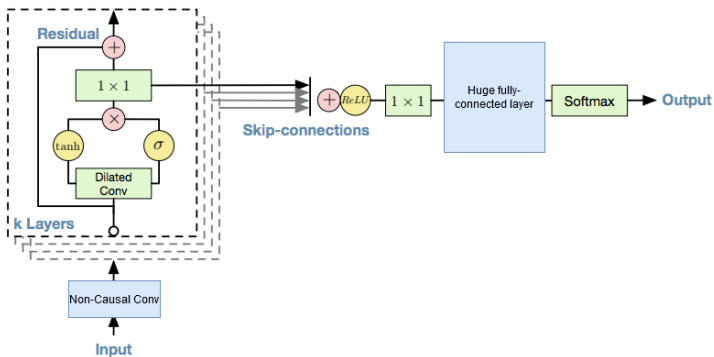 Residual
+
1 × 1
×
tanh
σ
Dilated
Conv
k Layers
Non-Causal Conv
Input
+
ReLU
Skip-connections
1 × 1
Huge fully-
connected layer
Softmax
Output